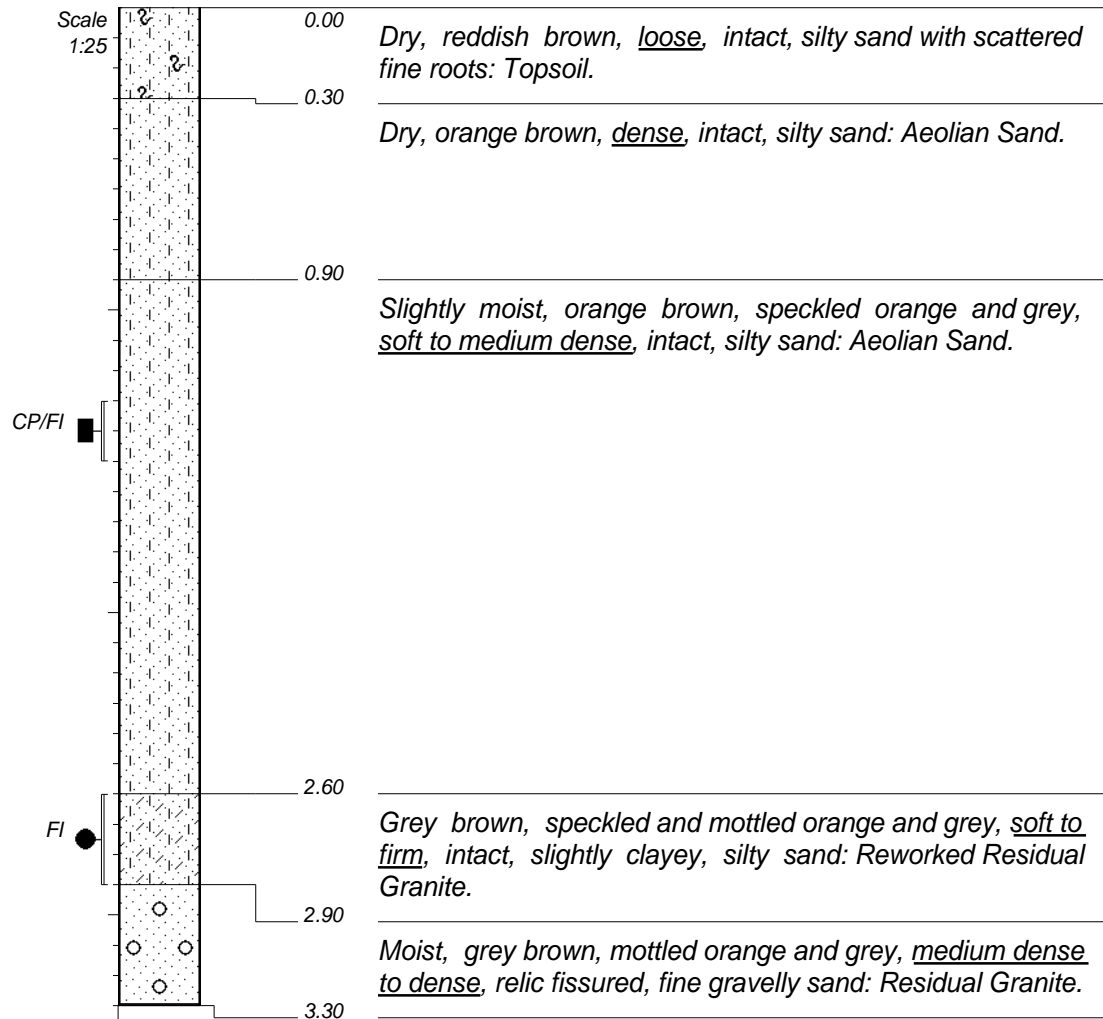 Scale
1:25
0.00
Dry, reddish brown, loose, intact, silty sand with scattered
fine roots: Topsoil.
0.30
Dry, orange brown, dense, intact, silty sand: Aeolian Sand.
0.90
Slightly moist, orange brown, speckled orange and grey,
soft to medium dense, intact, silty sand: Aeolian Sand.
CP/FI
2.60
Grey brown, speckled and mottled orange and grey, soft to
firm, intact, slightly clayey, silty sand: Reworked Residual
Granite.
FI
2.90
Moist, grey brown, mottled orange and grey, medium dense
to dense, relic fissured, fine gravelly sand: Residual Granite.
3.30